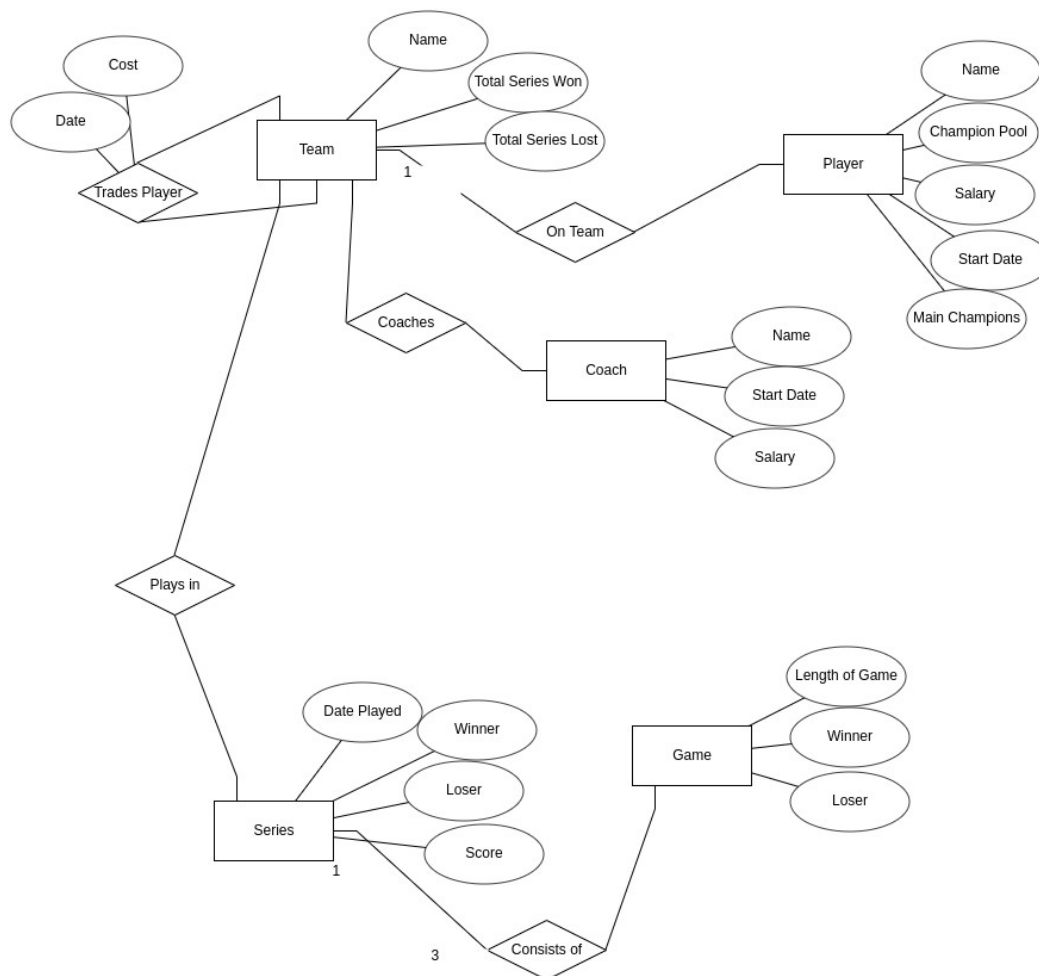 Name
Cost
Total Series Won
Date
Total Series Lost
Team
1
Trades Player
Name
Champion Pool
Player
Salary
On Team
Start Date
Main Champions
Coaches
Name
Coach
Start Date
Salary
Plays in
Date Played
Winner
Loser
Series
Score
1
Length of Game
Winner
Game
Loser
3
Consists of